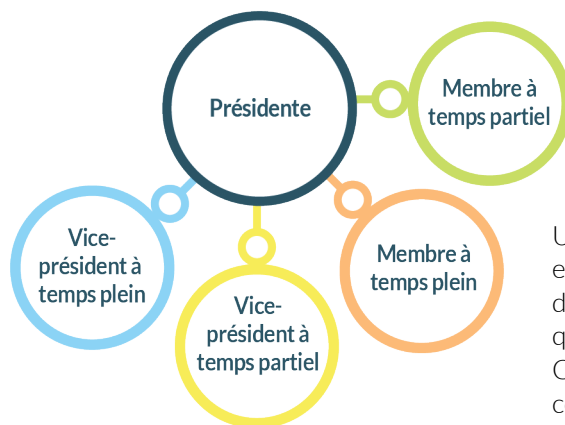 Présidente
Membre à
temps partiel
Vice-
président à
temps plein
Vice-
président à
temps partiel
Membre à
temps plein